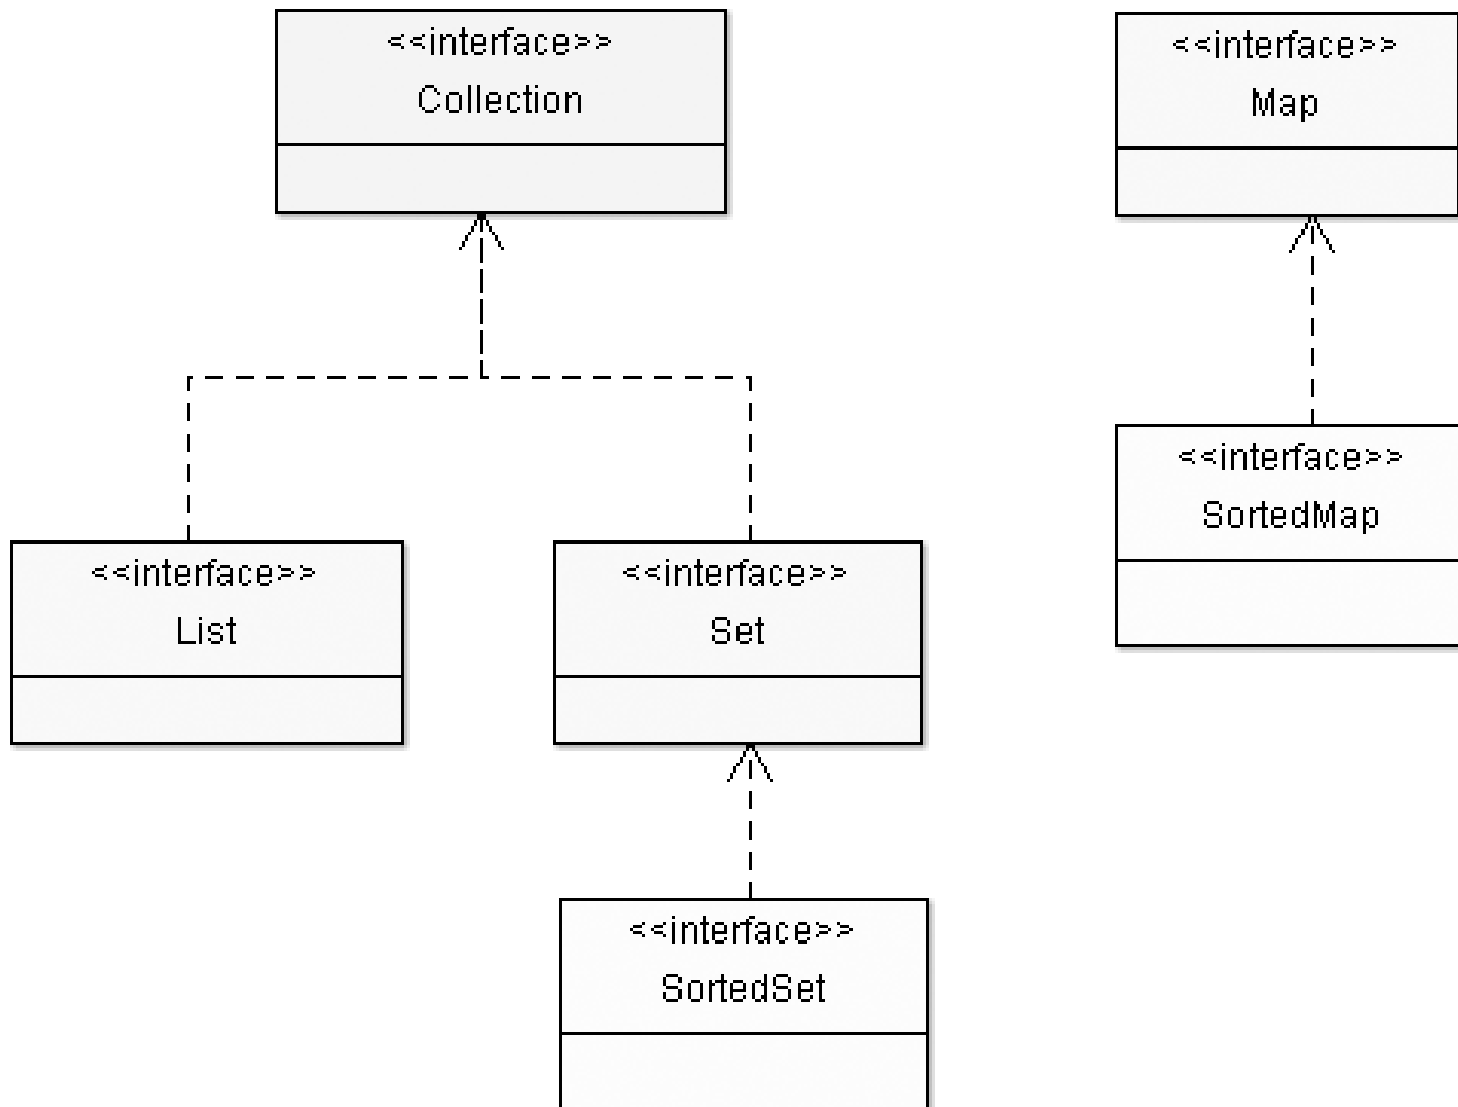 <<interface>>
Collection
<<interface>>
Map
<<interface>>
SortedMap
<<interface>>
List
<<interface>>
Set
<<interface>>
SortedSet